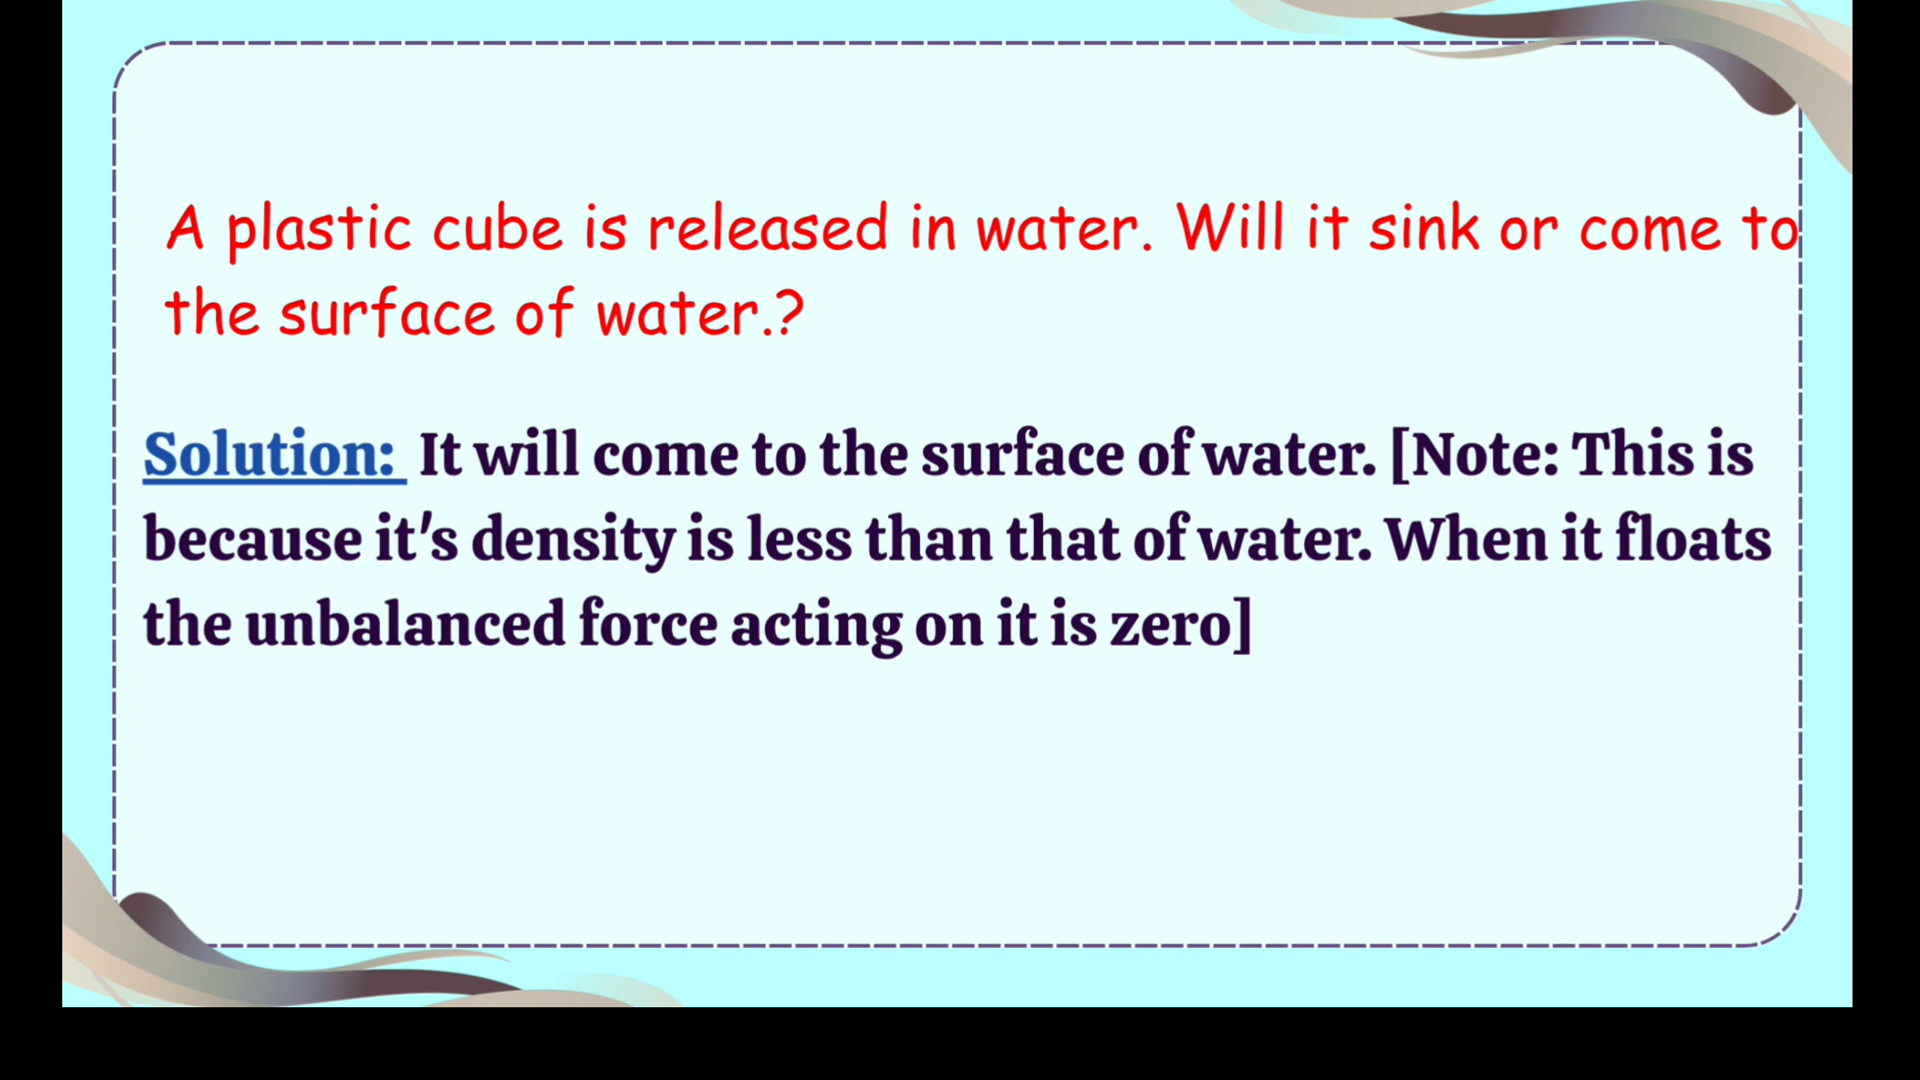 A plastic cube is released in water. Will it sink or come to
the surface of water.?
Solution: It will come to the surface of water. [Note: This is
because it's density is less than that of water. When it floats
the unbalanced force acting on it is zero]